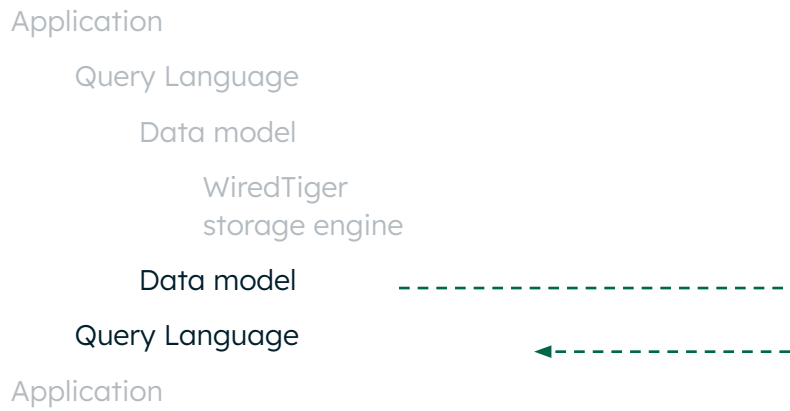 Application
Query Language
Data model
WiredTiger
storage engine
Data model
Query Language
Application